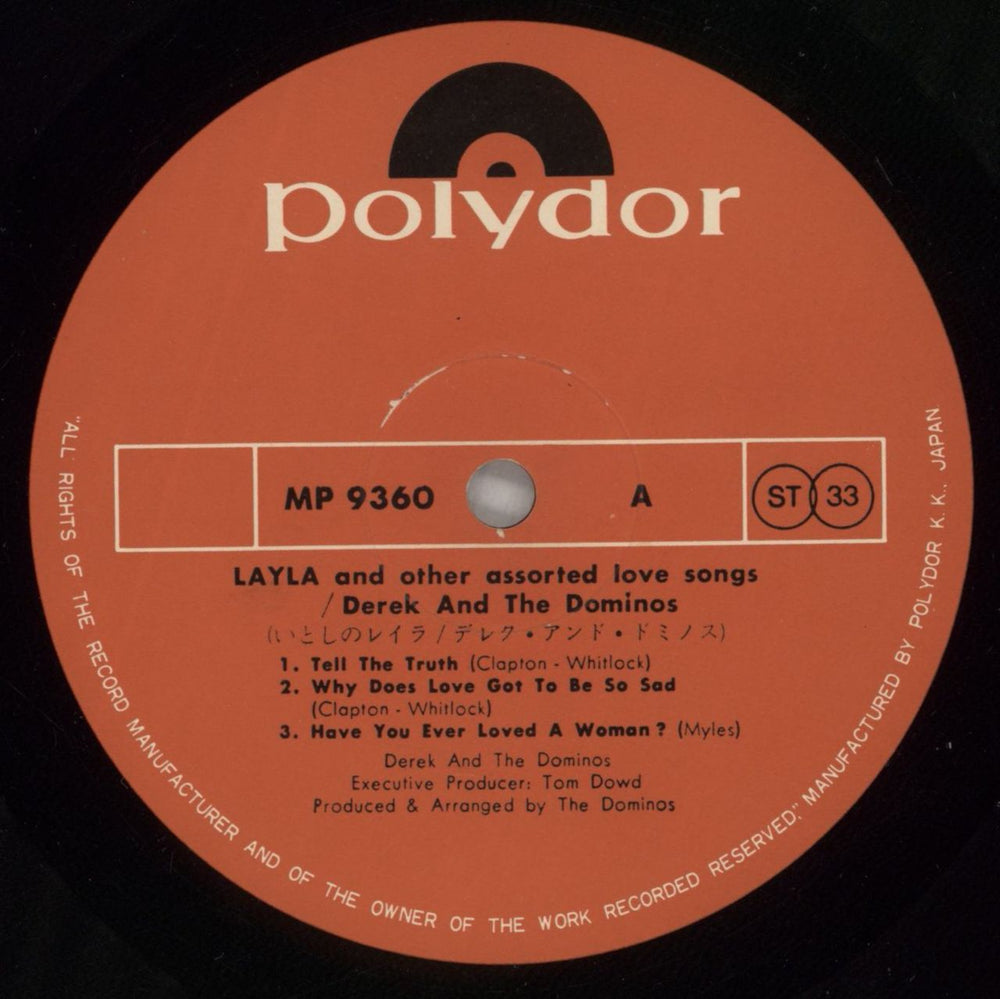 polydor
MP 9360
A
ST 33
LAYLA and other assorted love songs
/ Derek And The Dominos
(いとしのレイラ / デレク・アンド・ドミノス)
1. Tell The Truth (Clapton - Whitlock)
2. Why Does Love Got To Be So Sad
(Clapton - Whitlock)
3. Have You Ever Loved A Woman? (Myles)
Derek And The Dominos
Executive Producer: Tom Dowd
Produced & Arranged by The Dominos
"ALL RIGHTS OF THE RECORD MANUFACTURER AND OF THE OWNER OF THE WORK RECORDED RESERVED." MANUFACTURED BY POLYDOR K.K., JAPAN